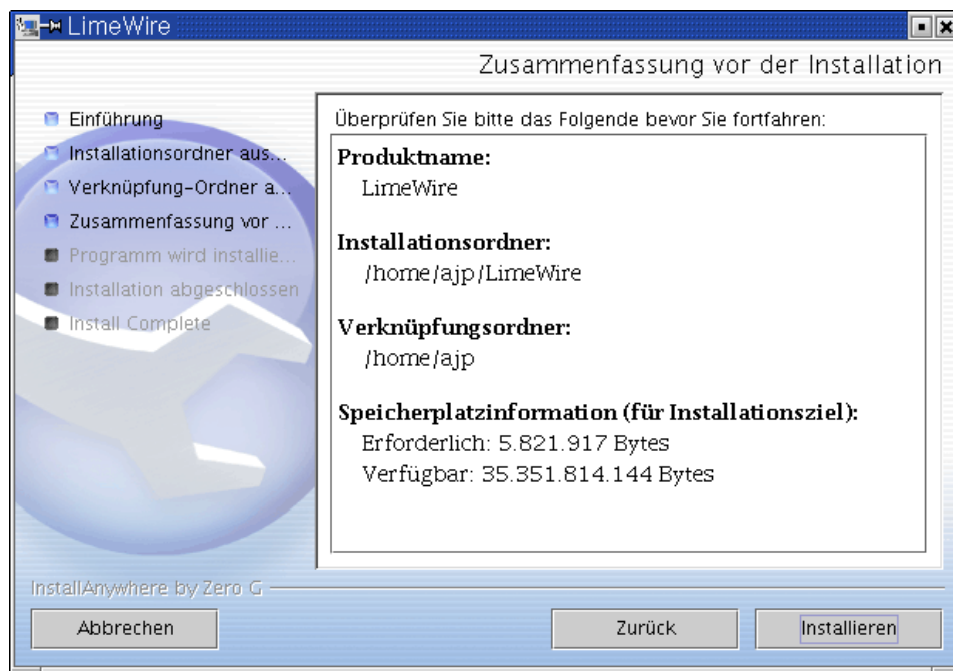 LimeWire
Zusammenfassung vor der Installation
Einführung
Installationsordner aus...
Verknüpfung-Ordner a...
Zusammenfassung vor ...
Programm wird installie...
Installation abgeschlossen
Install Complete
Überprüfen Sie bitte das Folgende bevor Sie fortfahren:
Produktname:
LimeWire
Installationsordner:
/home/ajp/LimeWire
Verknüpfungsordner:
/home/ajp
Speicherplatzinformation (für Installationsziel):
Erforderlich: 5.821.917 Bytes
Verfügbar: 35.351.814.144 Bytes
InstallAnywhere by Zero G
Abbrechen
Zurück
Installieren